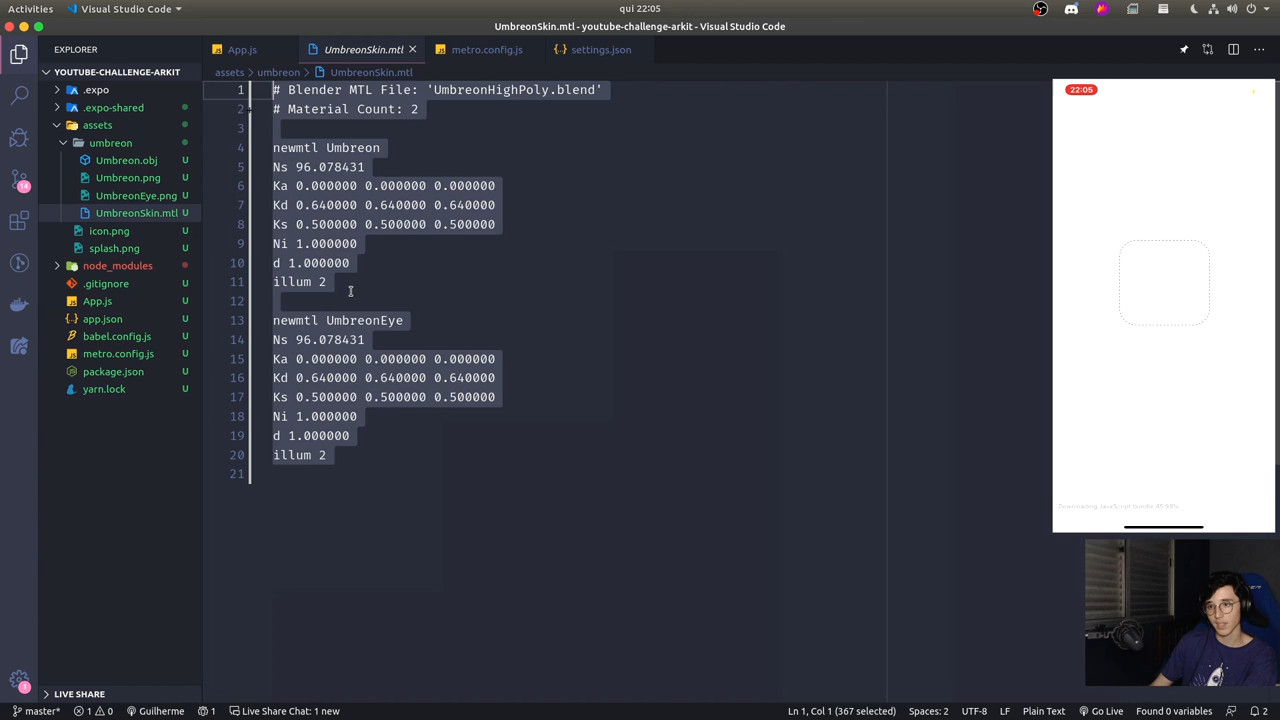 Activities
Visual Studio Code
qui 22:05
UmbreonSkin.mtl - youtube-challenge-arkit - Visual Studio Code
EXPLORER
YOUTUBE-CHALLENGE-ARKIT
.expo
.expo-shared U
assets
umbreon
Umbreon.obj U
Umbreon.png U
UmbreonEye.png U
UmbreonSkin.mtl U
icon.png U
splash.png U
node_modules
.gitignore U
App.js U
app.json U
babel.config.js U
metro.config.js U
package.json U
yarn.lock U
LIVE SHARE
14
1
App.js
UmbreonSkin.mtl
metro.config.js
settings.json
assets > umbreon > UmbreonSkin.mtl
1 # Blender MTL File: 'UmbreonHighPoly.blend'
2 # Material Count: 2
3
4 newmtl Umbreon
5 Ns 96.078431
6 Ka 0.000000 0.000000 0.000000
7 Kd 0.640000 0.640000 0.640000
8 Ks 0.500000 0.500000 0.500000
9 Ni 1.000000
10 d 1.000000
11 illum 2
12
13 newmtl UmbreonEye
14 Ns 96.078431
15 Ka 0.000000 0.000000 0.000000
16 Kd 0.640000 0.640000 0.640000
17 Ks 0.500000 0.500000 0.500000
18 Ni 1.000000
19 d 1.000000
20 illum 2
21
22:05
Downloading JavaScript bundle
master*
1 0
Guilherme
1
Live Share Chat: 1 new
Ln 1, Col 1 (367 selected)
Spaces: 2
UTF-8
LF
Plain Text
Go Live
Found 0 variables
2